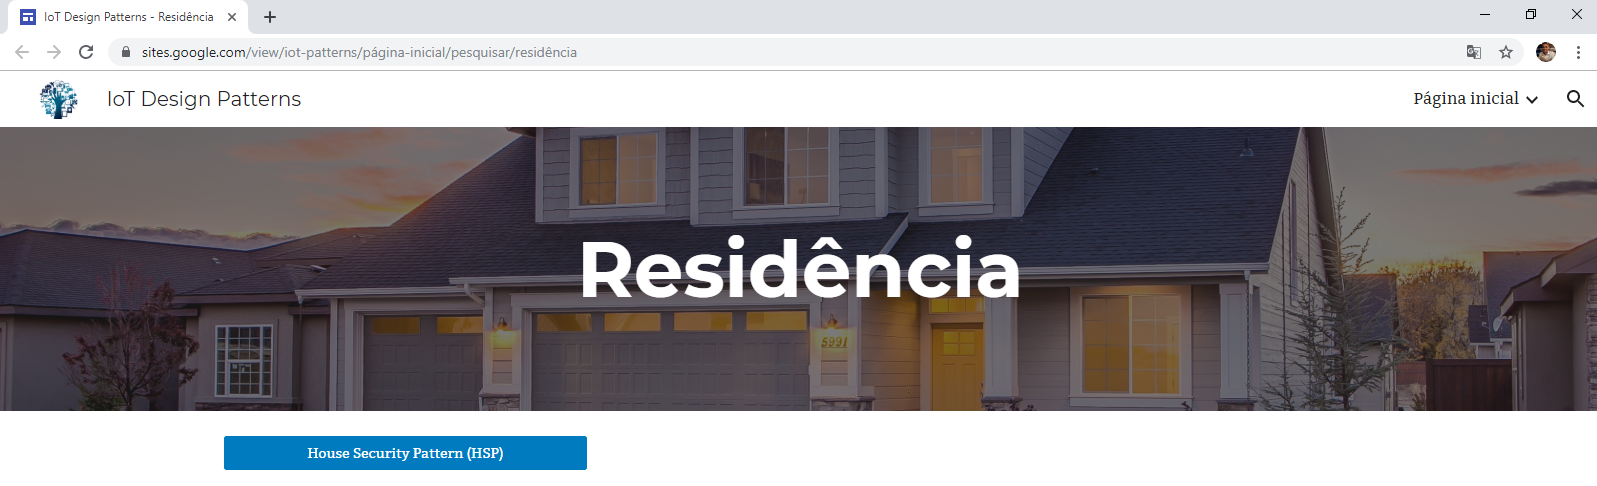 IoT Design Patterns - Residência
sites.google.com/view/iot-patterns/página-inicial/pesquisar/residência
IoT Design Patterns
Página inicial
Residência
5991
House Security Pattern (HSP)